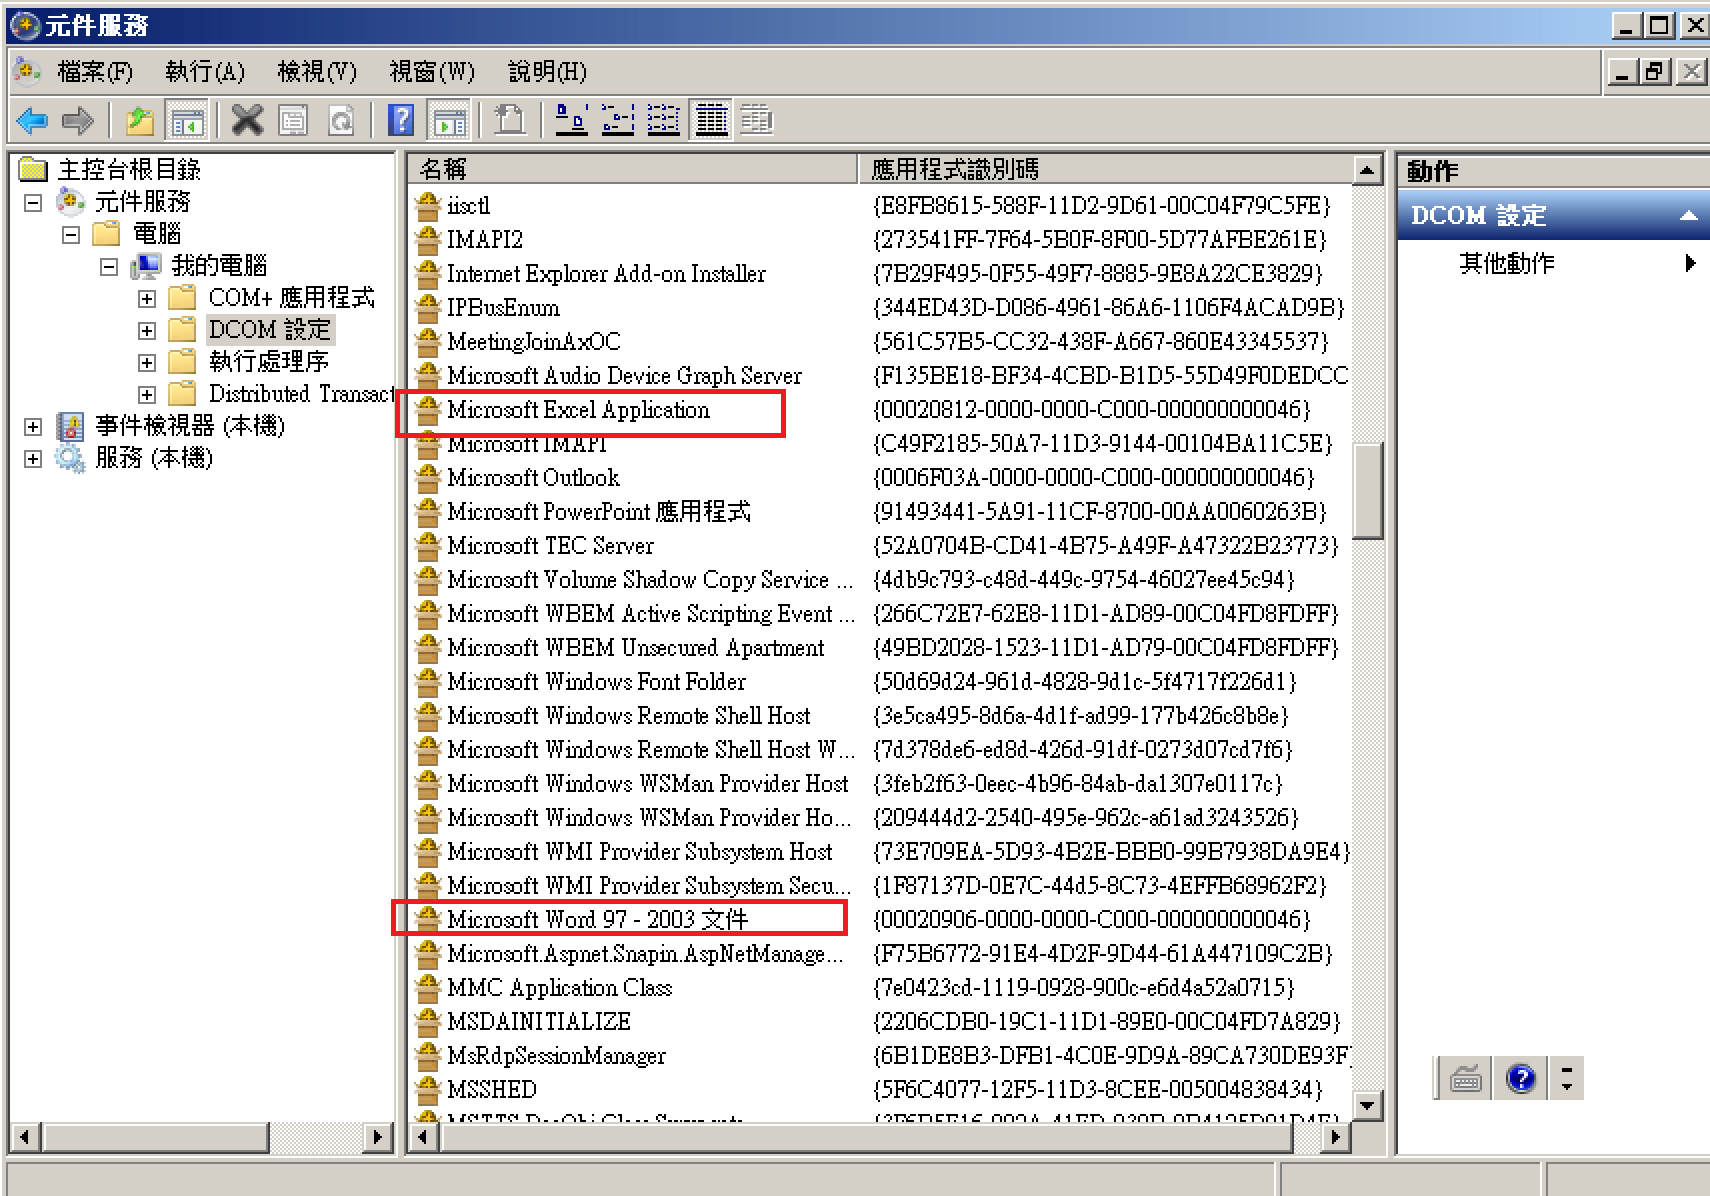 元件服務
檔案(F) 執行(A) 檢視(V) 視窗(W) 說明(H)
主控台根目錄
元件服務
電腦
我的電腦
COM+ 應用程式
DCOM 設定
執行處理序
Distributed Transact
事件檢視器 (本機)
服務 (本機)
名稱 應用程式識別碼
iisctl {E8FB8615-588F-11D2-9D61-00C04F79C5FE}
IMAPI2 {273541FF-7F64-5B0F-8F00-5D77AFBE261E}
Internet Explorer Add-on Installer {7B29F495-0F55-49F7-8885-9E8A22CE3829}
IPBusEnum {344ED43D-D086-4961-86A6-1106F4ACAD9B}
MeetingJoinAxOC {561C57B5-CC32-438F-A667-860E43345537}
Microsoft Audio Device Graph Server {F135BE18-BF34-4CBD-B1D5-55D49F0DEDCC
Microsoft Excel Application {00020812-0000-0000-C000-000000000046}
Microsoft IMAPI {C49F2185-50A7-11D3-9144-00104BA11C5E}
Microsoft Outlook {0006F03A-0000-0000-C000-000000000046}
Microsoft PowerPoint 應用程式 {91493441-5A91-11CF-8700-00AA0060263B}
Microsoft TEC Server {52A0704B-CD41-4B75-A49F-A47322B23773}
Microsoft Volume Shadow Copy Service ... {4db9c793-c48d-449c-9754-46027ee45c94}
Microsoft WBEM Active Scripting Event ... {266C72E7-62E8-11D1-AD89-00C04FD8FDFF}
Microsoft WBEM Unsecured Apartment {49BD2028-1523-11D1-AD79-00C04FD8FDFF}
Microsoft Windows Font Folder {50d69d24-961d-4828-9d1c-5f4717f226d1}
Microsoft Windows Remote Shell Host {3e5ca495-8d6a-4d1f-ad99-177b426c8b8e}
Microsoft Windows Remote Shell Host W... {7d378de6-ed8d-426d-91df-0273d07cd7f6}
Microsoft Windows WSMan Provider Host {3feb2f63-0eec-4b96-84ab-da1307e0117c}
Microsoft Windows WSMan Provider Ho... {209444d2-2540-495e-962c-a61ad3243526}
Microsoft WMI Provider Subsystem Host {73E709EA-5D93-4B2E-BBB0-99B7938DA9E4}
Microsoft WMI Provider Subsystem Secu... {1F87137D-0E7C-44d5-8C73-4EFFB68962F2}
Microsoft Word 97 - 2003 文件 {00020906-0000-0000-C000-000000000046}
Microsoft.Aspnet.Snapin.AspNetManage... {F75B6772-91E4-4D2F-9D44-61A447109C2B}
MMC Application Class {7e0423cd-1119-0928-900c-e6d4a52a0715}
MSDAINITIALIZE {2206CDB0-19C1-11D1-89E0-00C04FD7A829}
MsRdpSessionManager {6B1DE8B3-DFB1-4C0E-9D9A-89CA730DE93F}
MSSHED {5F6C4077-12F5-11D3-8CEE-005004838434}
動作
DCOM 設定
其他動作